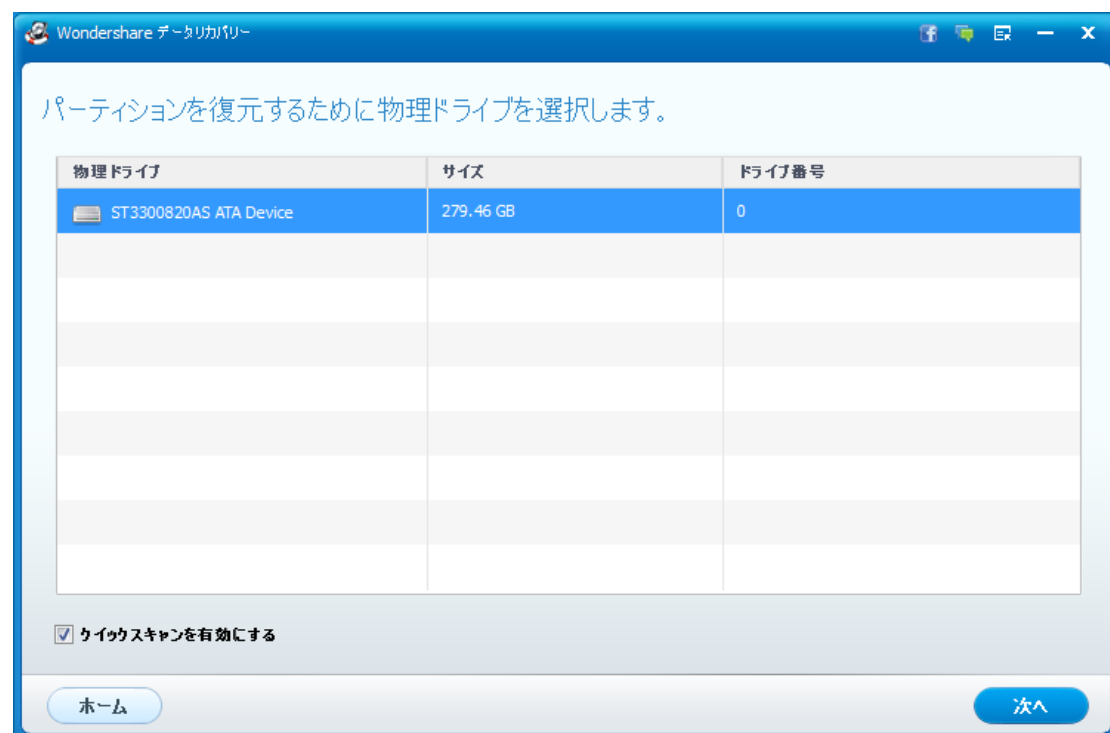 Wondershare データリカバリー
パーティションを復元するために物理ドライブを選択します。
物理ドライブ サイズ ドライブ番号
ST3300820AS ATA Device 279.46 GB 0
クイックスキャンを有効にする
ホーム 次へ